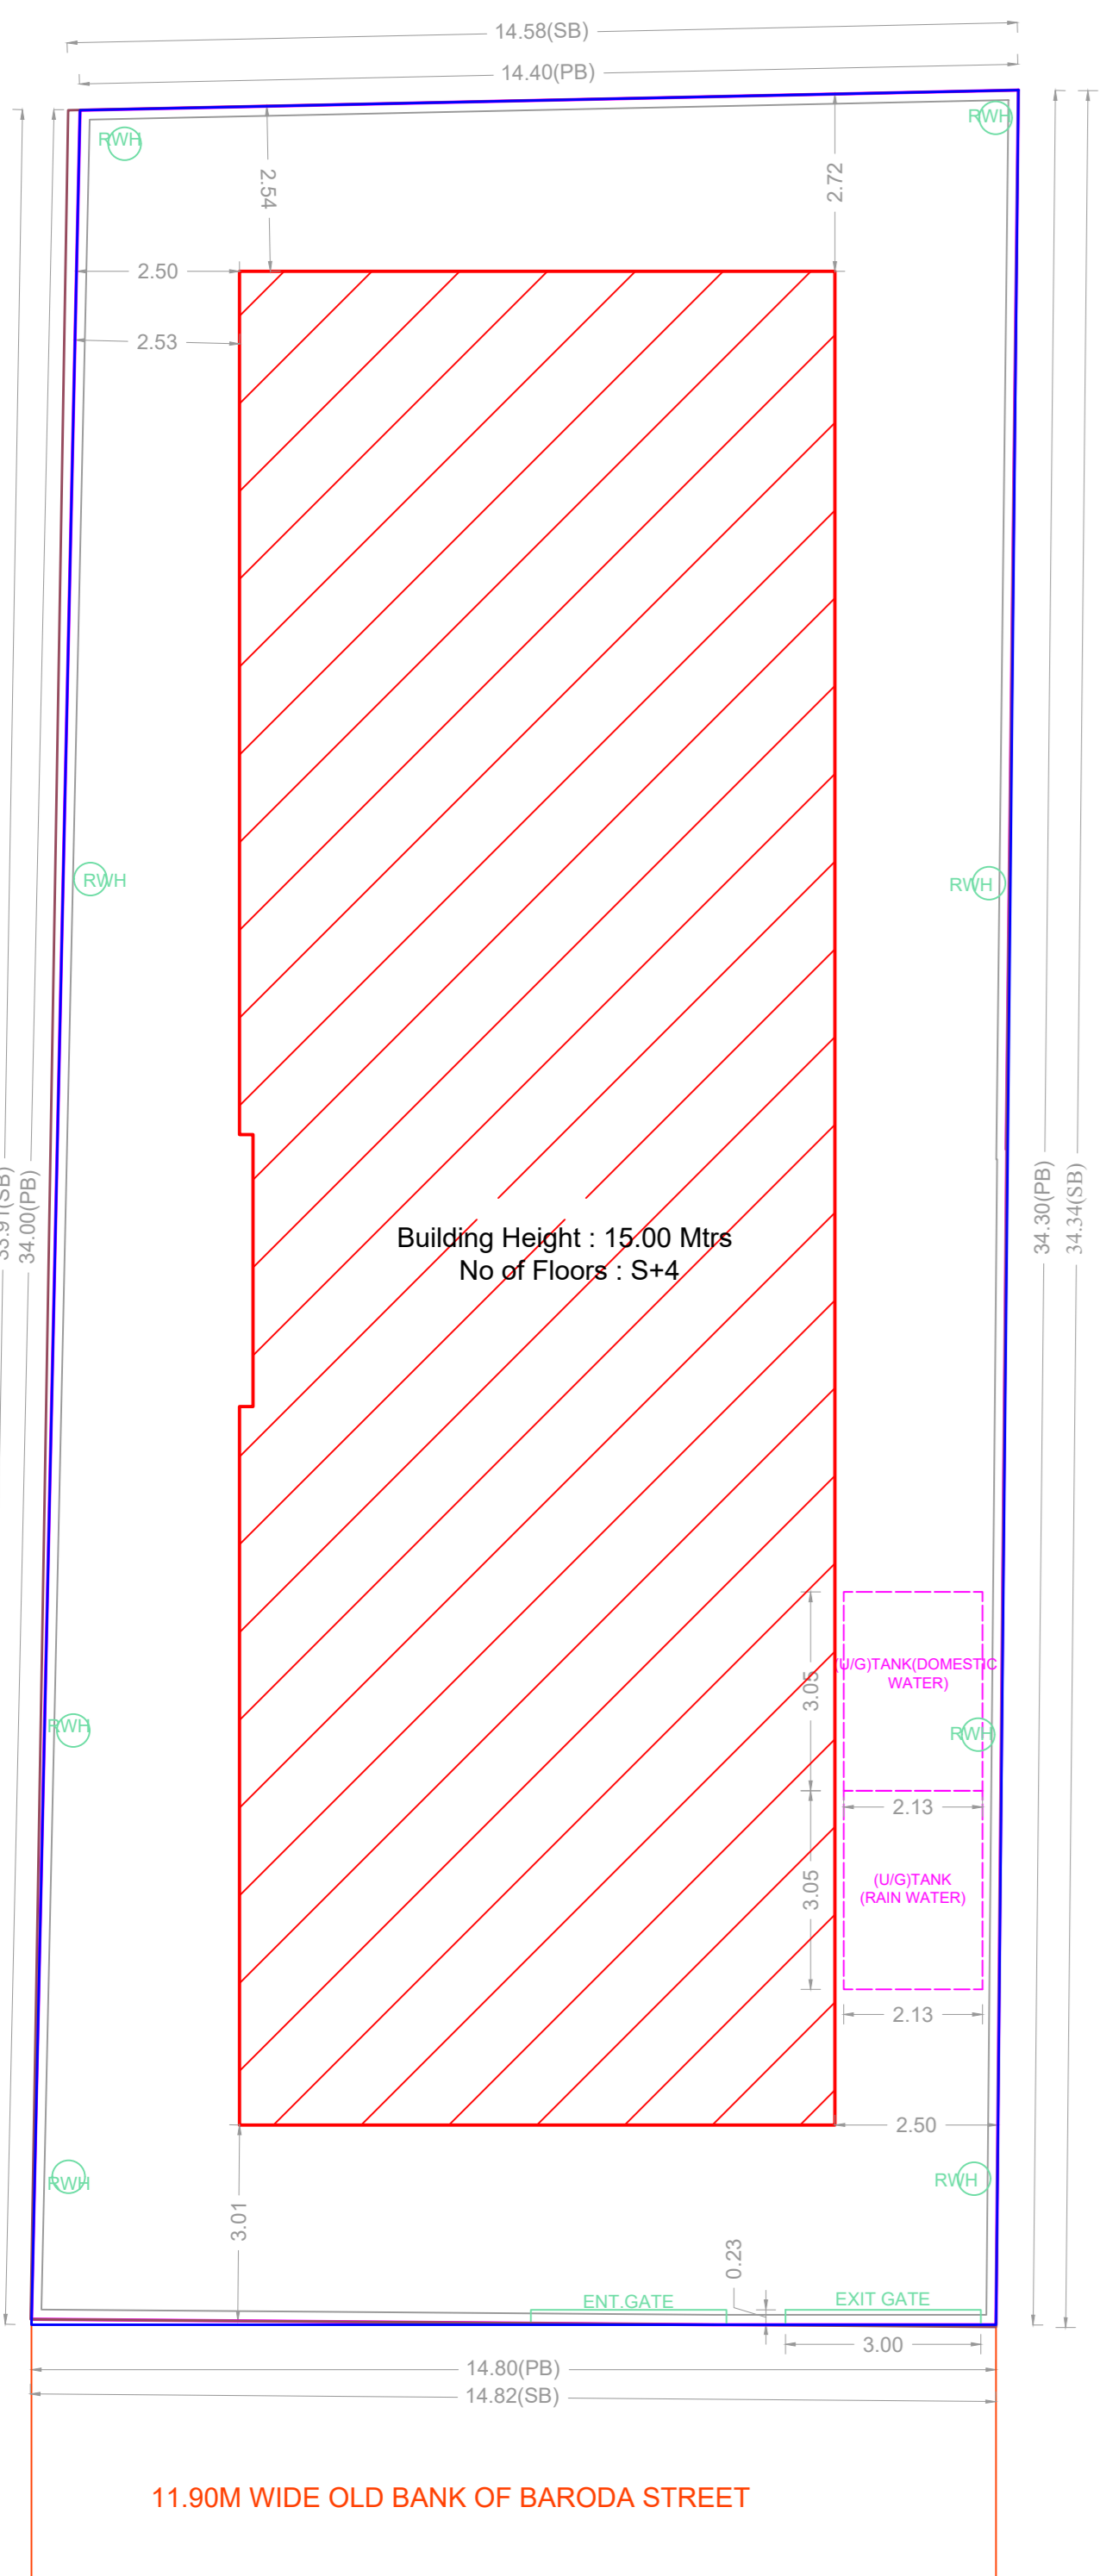 14.58(SB)
14.40(PB)
RWH
RWH
2.54
2.72
2.50
2.53
RWH
RWH
33.91(SB)
34.00(PB)
34.30(PB)
34.34(SB)
Building Height : 15.00 Mtrs
No of Floors : S+4
3.05
(U/G)TANK(DOMESTIC
WATER)
RWH
RWH
2.13
3.05
(U/G)TANK
(RAIN WATER)
2.13
2.50
RWH
RWH
3.01
0.23
ENT.GATE
EXIT GATE
3.00
14.80(PB)
14.82(SB)
11.90M WIDE OLD BANK OF BARODA STREET